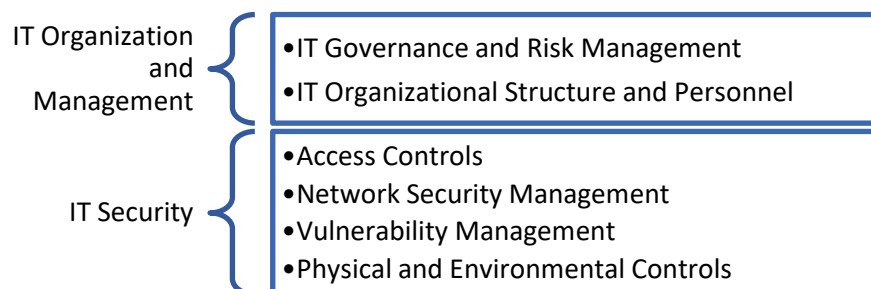 IT Organization
and
Management
•IT Governance and Risk Management
•IT Organizational Structure and Personnel
IT Security
•Access Controls
•Network Security Management
•Vulnerability Management
•Physical and Environmental Controls